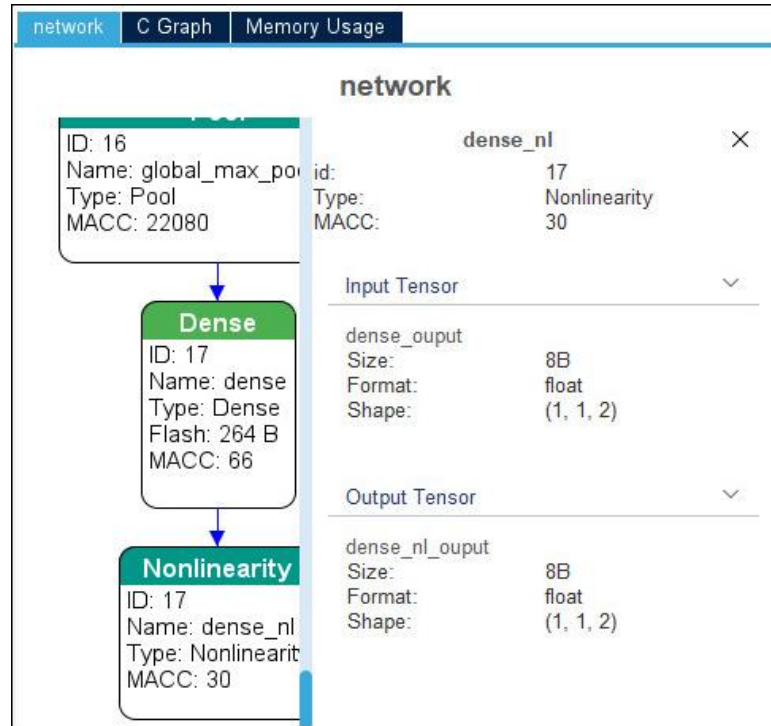 network C Graph Memory Usage
network
ID: 16
Name: global_max_po
Type: Pool
MACC: 22080
Dense
ID: 17
Name: dense
Type: Dense
Flash: 264 B
MACC: 66
Nonlinearity
ID: 17
Name: dense_nl
Type: Nonlinearit
MACC: 30
dense_nl
id: 17
Type: Nonlinearity
MACC: 30
Input Tensor
dense_ouput
Size: 8B
Format: float
Shape: (1, 1, 2)
Output Tensor
dense_nl_ouput
Size: 8B
Format: float
Shape: (1, 1, 2)